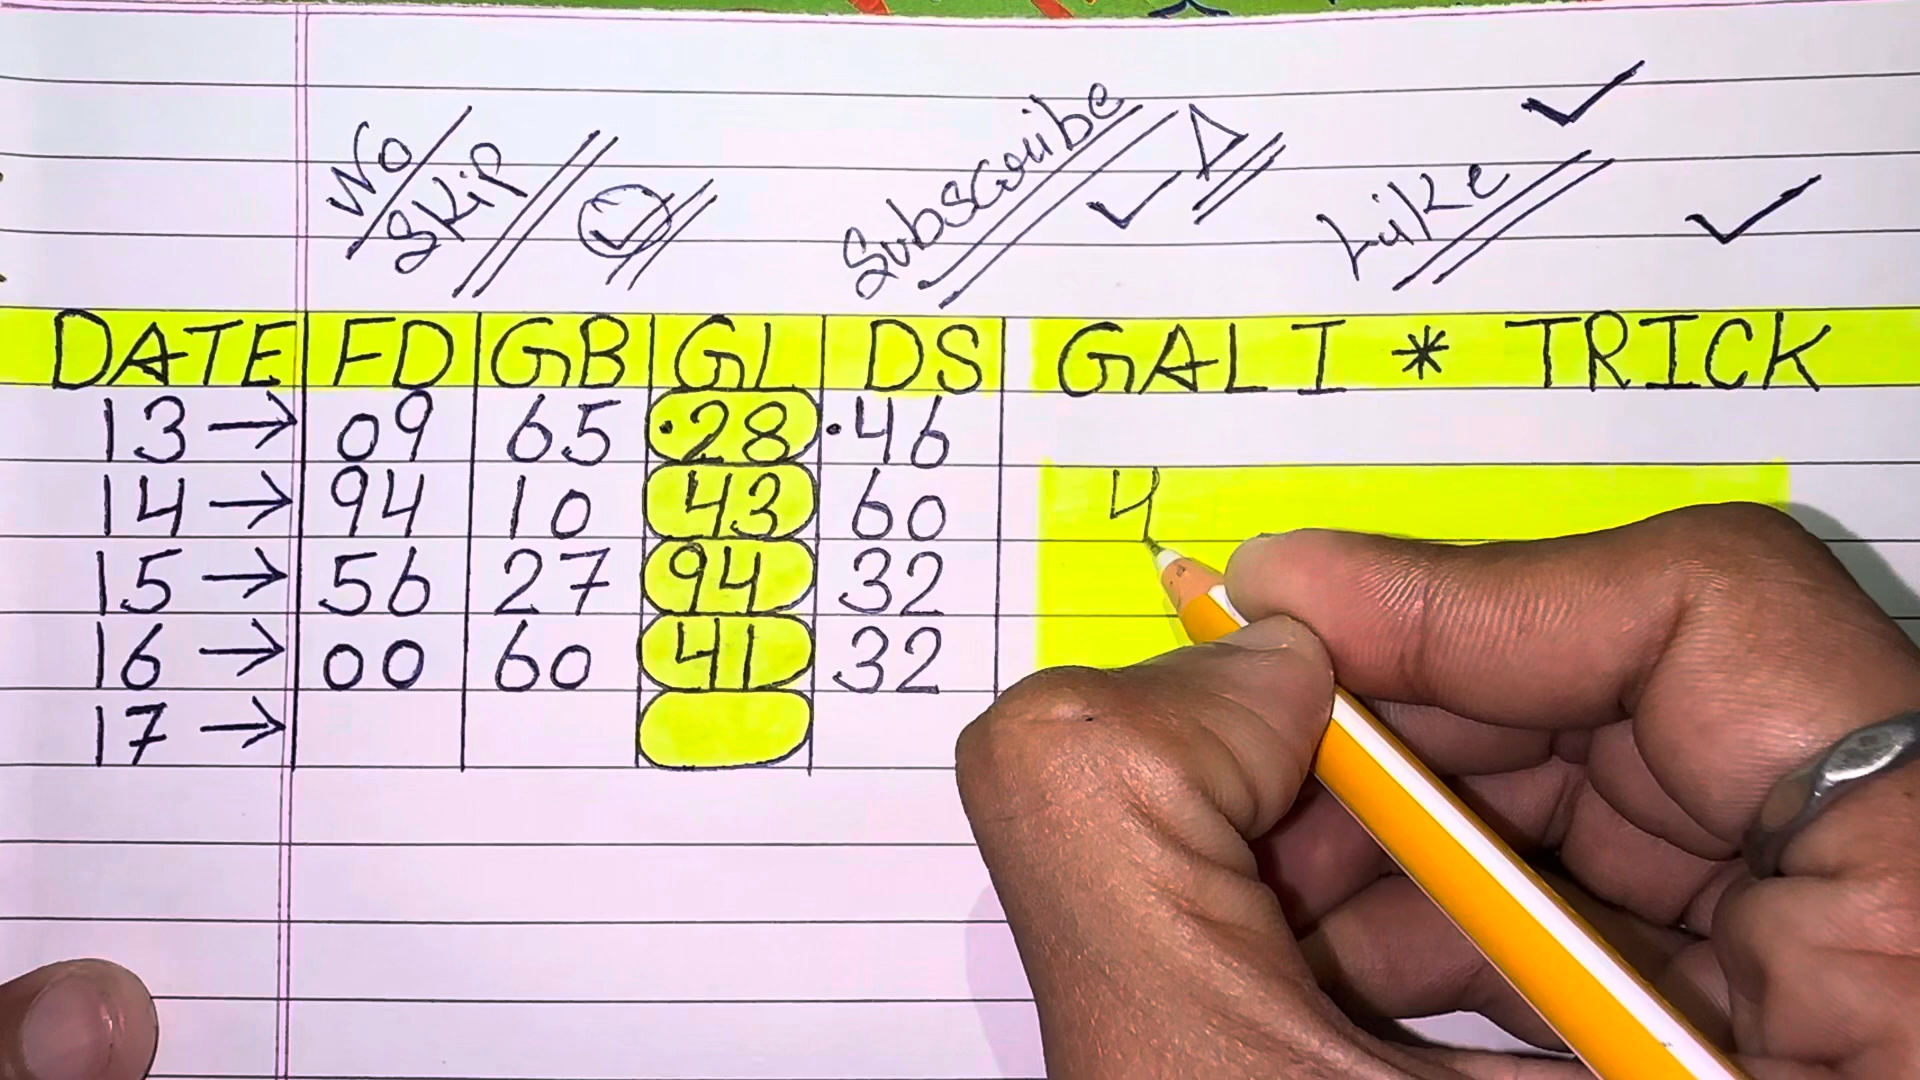 No
Skip
Subscribe
Like
DATE FD GB GL DS GALI * TRICK
13 → 09 65 ·28 ·46
14 → 94 10 43 60 4
15 → 56 27 94 32
16 → 00 60 41 32
17 →